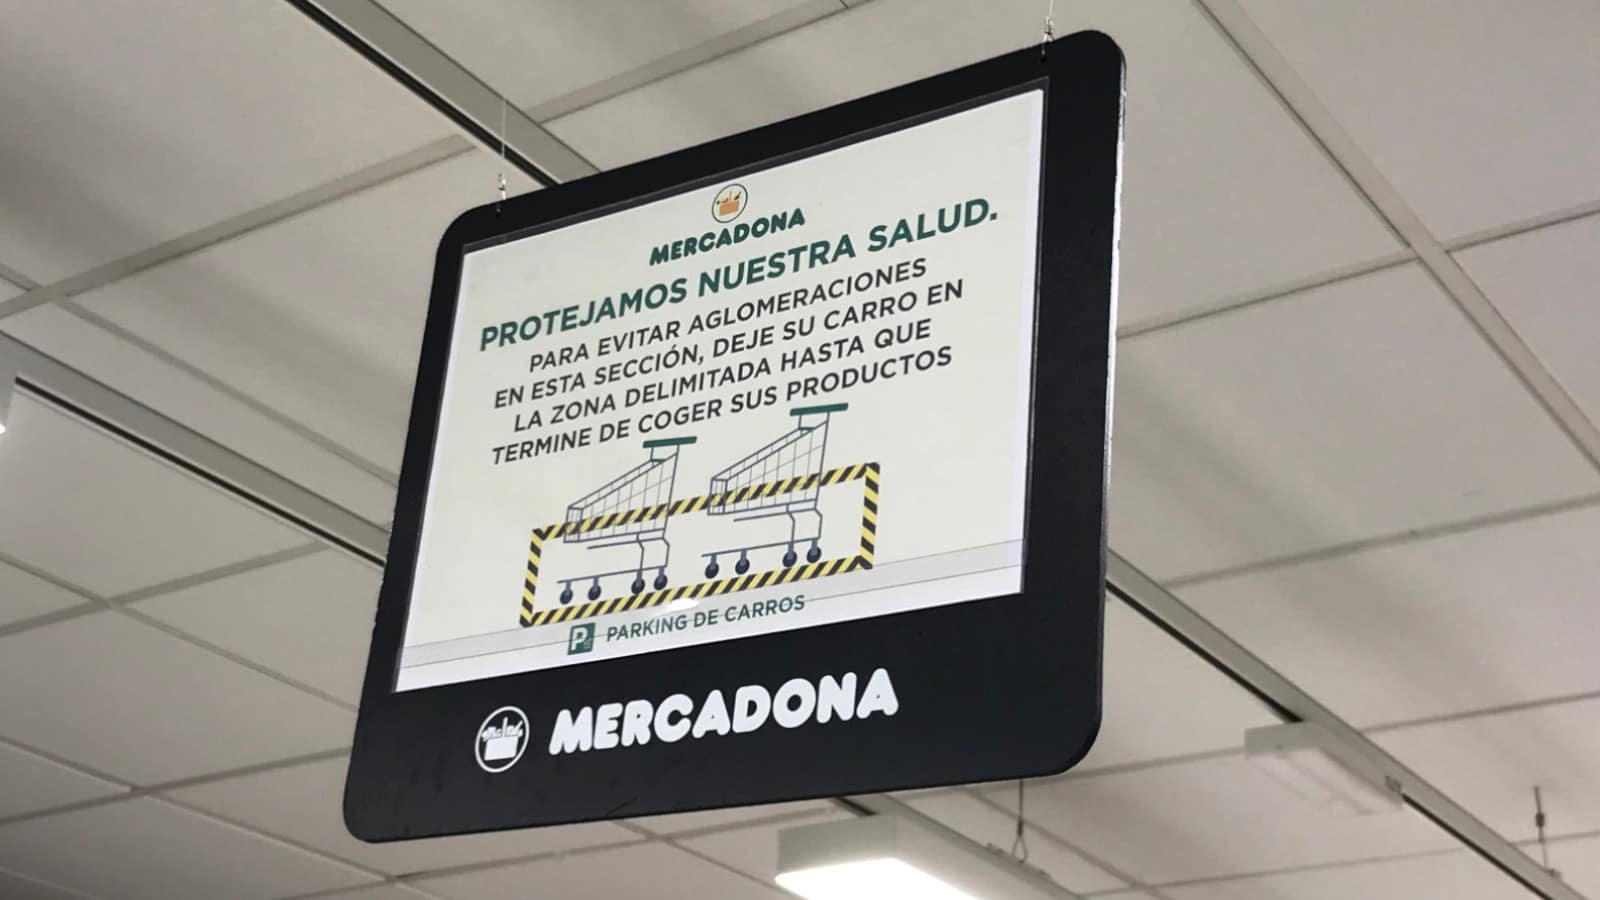 MERCADONA
PROTEJAMOS NUESTRA SALUD.
PARA EVITAR AGLOMERACIONES
EN ESTA SECCIÓN, DEJE SU CARRO EN
LA ZONA DELIMITADA HASTA QUE
TERMINE DE COGER SUS PRODUCTOS
P PARKING DE CARROS
MERCADONA